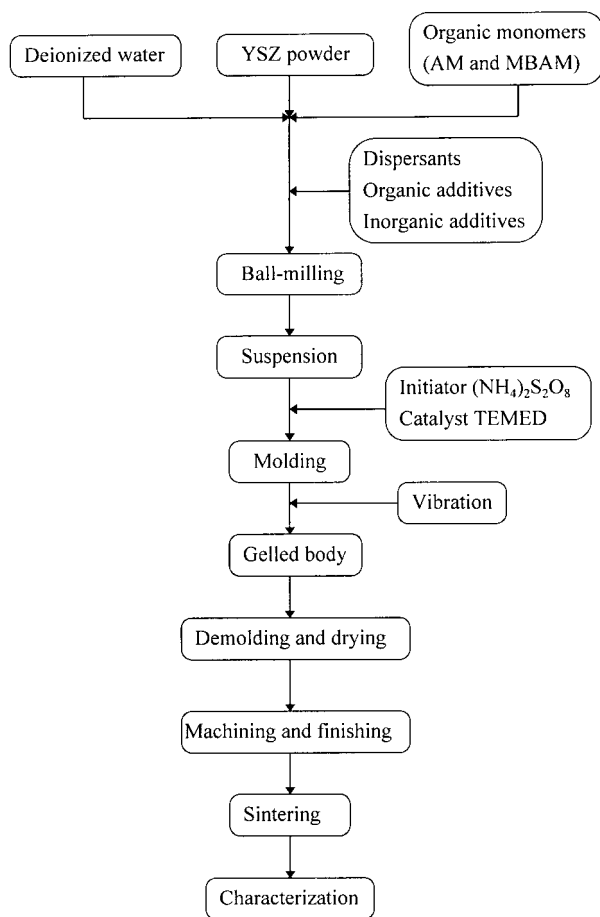 Deionized water
YSZ powder
Organic monomers
(AM and MBAM)
Dispersants
Organic additives
Inorganic additives
Ball-milling
Suspension
Initiator (NH₄)₂S₂O₈
Catalyst TEMED
Molding
Vibration
Gelled body
Demolding and drying
Machining and finishing
Sintering
Characterization